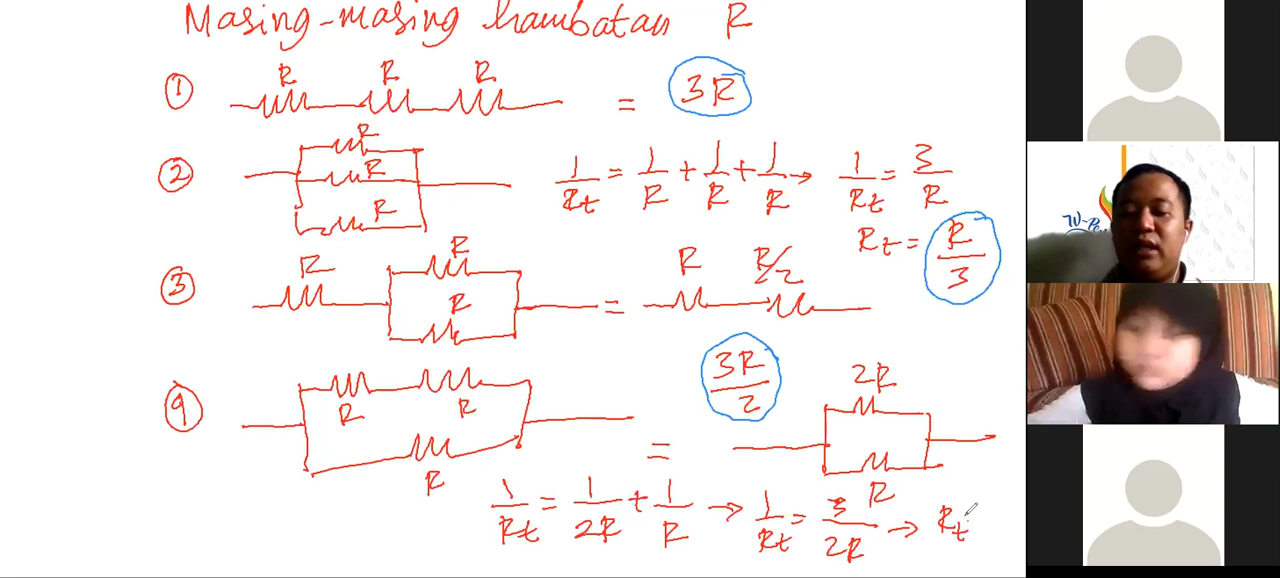 Masing-masing hambatan R
① R R R = 3R
② R R R 1/Rt = 1/R + 1/R + 1/R → 1/Rt = 3/R
Rt = R/3
③ R R R = R R/2
3R/2
④ R R R = 2R R
1/Rt = 1/2R + 1/R → 1/Rt = 3/2R → Rt